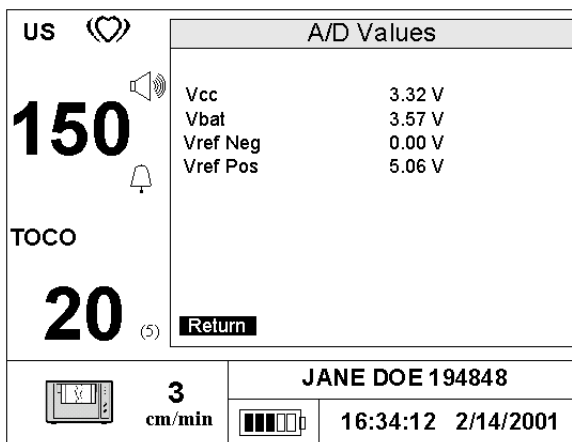 US
150
TOCO
20 (5)
A/D Values
Vcc 3.32 V
Vbat 3.57 V
Vref Neg 0.00 V
Vref Pos 5.06 V
Return
3
cm/min
JANE DOE 194848
16:34:12 2/14/2001